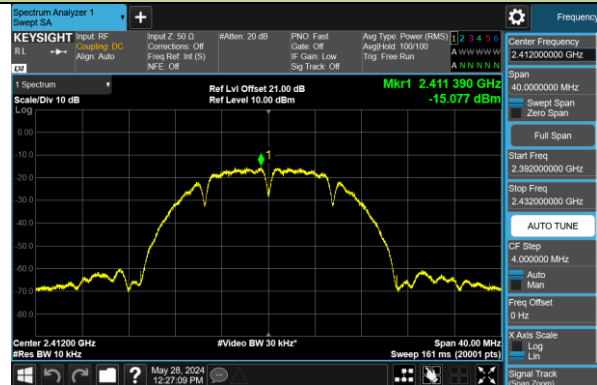 Spectrum Analyzer 1
Swept SA
Frequency
KEYSIGHT
RL
LXI
Input: RF
Coupling: DC
Align: Auto
Input Z: 50 Ω
Corrections: Off
Freq Ref: Int (S)
NFE: Off
#Atten: 20 dB
PNO: Fast
Gate: Off
IF Gain: Low
Sig Track: Off
Avg Type: Power (RMS)
Avg|Hold: 100/100
Trig: Free Run
1 2 3 4 5 6
A W W W W W
A N N N N N
1 Spectrum
Scale/Div 10 dB
Log
Ref Lvl Offset 21.00 dB
Ref Level 10.00 dBm
Mkr1 2.411 390 GHz
-15.077 dBm
0.00
-10.0
-20.0
-30.0
-40.0
-50.0
-60.0
-70.0
-80.0
1
Center 2.41200 GHz
#Res BW 10 kHz
#Video BW 30 kHz*
Span 40.00 MHz
Sweep 161 ms (20001 pts)
Center Frequency
2.412000000 GHz
Span
40.0000000 MHz
Swept Span
Zero Span
Full Span
Start Freq
2.392000000 GHz
Stop Freq
2.432000000 GHz
AUTO TUNE
CF Step
4.000000 MHz
Auto
Man
Freq Offset
0 Hz
X Axis Scale
Log
Lin
Signal Track
(Span Zoom)
May 28, 2024
12:27:09 PM